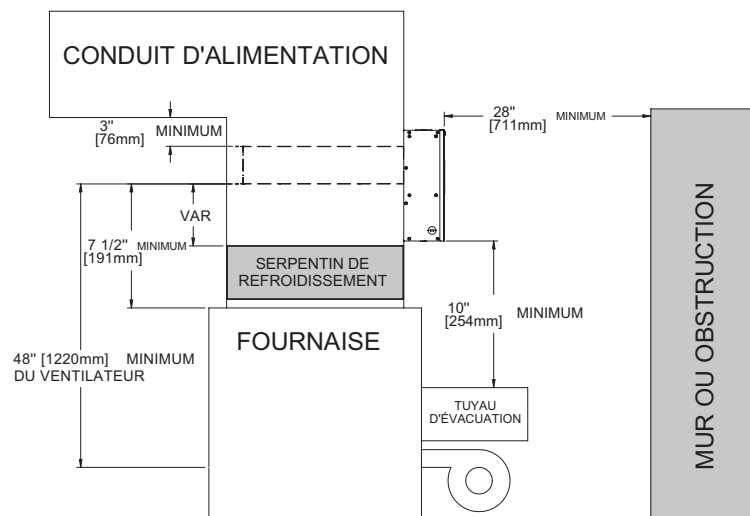 CONDUIT D'ALIMENTATION
3"
[76mm]
MINIMUM
28"
[711mm]
MINIMUM
VAR
7 1/2"
[191mm]
MINIMUM
SERPENTIN DE
REFROIDISSEMENT
10"
[254mm]
MINIMUM
FOURNAISE
48" [1220mm] MINIMUM
DU VENTILATEUR
TUYAU
D'ÉVACUATION
MUR OU OBSTRUCTION